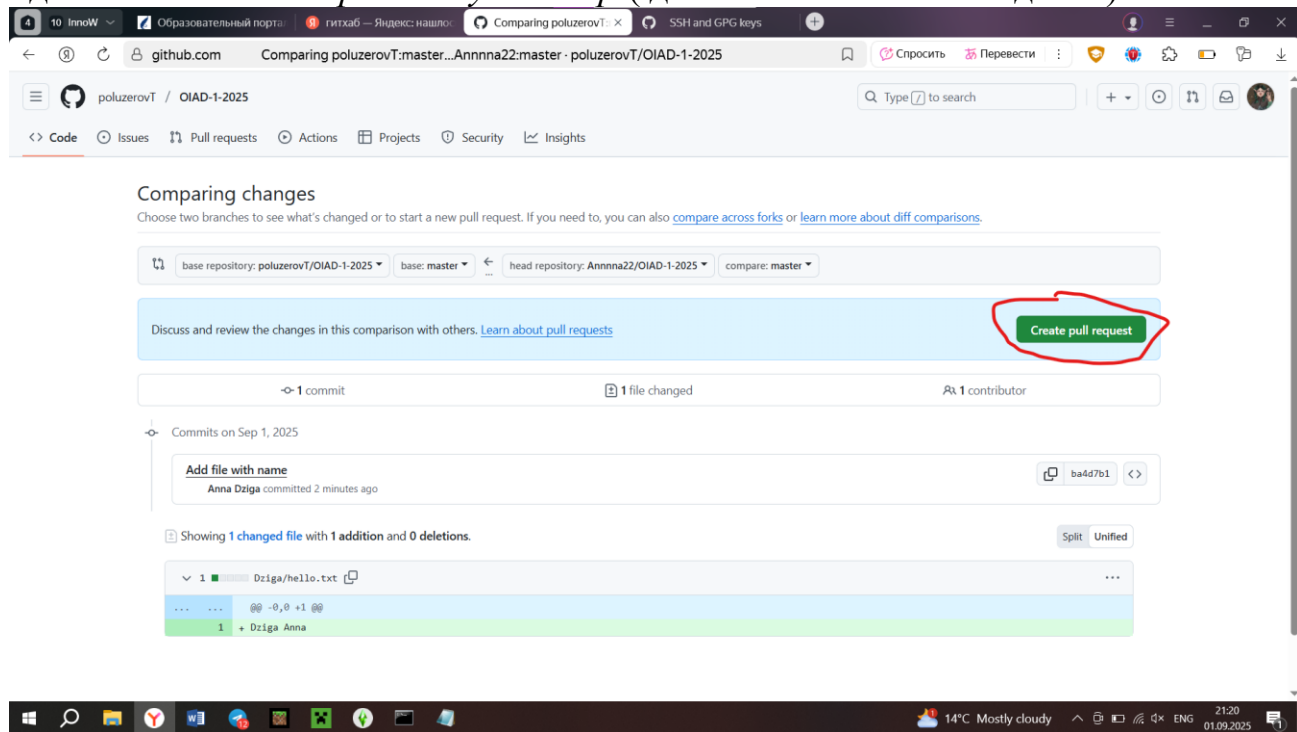 4 10 InnoW Образовательный порта 9 гитхаб — Яндекс: нашлос Comparing poluzerovT: SSH and GPG keys
github.com Comparing poluzerovT:master...Annnna22:master · poluzerovT/OIAD-1-2025 Спросить Перевести
poluzerovT / OIAD-1-2025 Type / to search
Code Issues Pull requests Actions Projects Security Insights
Comparing changes
Choose two branches to see what's changed or to start a new pull request. If you need to, you can also compare across forks or learn more about diff comparisons.
base repository: poluzerovT/OIAD-1-2025 base: master ← ... head repository: Annnna22/OIAD-1-2025 compare: master
Discuss and review the changes in this comparison with others. Learn about pull requests Create pull request
1 commit 1 file changed 1 contributor
Commits on Sep 1, 2025
Add file with name ba4d7b1
Anna Dziga committed 2 minutes ago
Showing 1 changed file with 1 addition and 0 deletions. Split Unified
1 Dziga/hello.txt ...
... ... @@ -0,0 +1 @@
1 + Dziga Anna
12 14°C Mostly cloudy ENG 21:20
01.09.2025 1